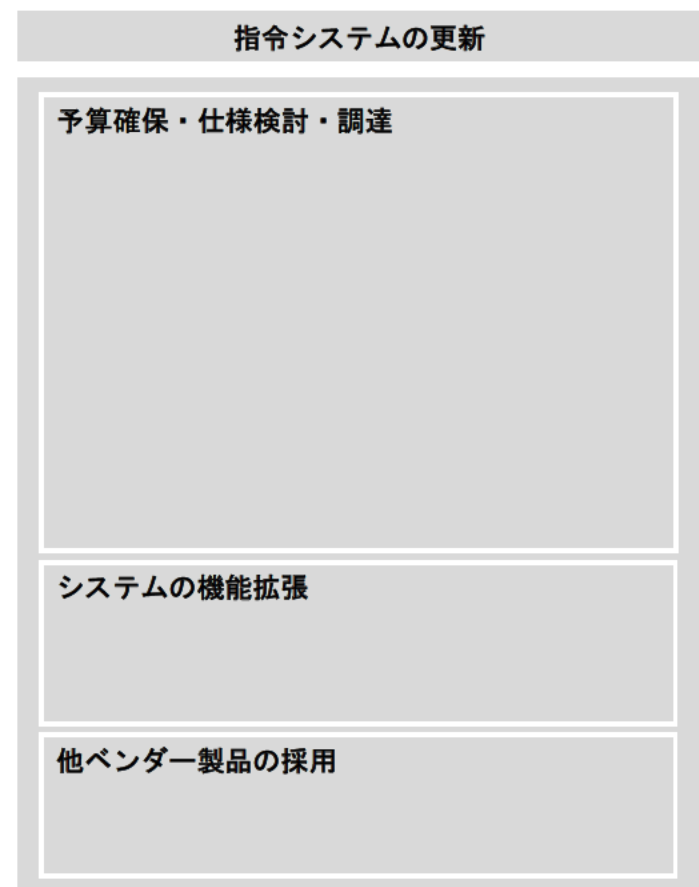 指令システムの更新
予算確保・仕様検討・調達
システムの機能拡張
他ベンダー製品の採用